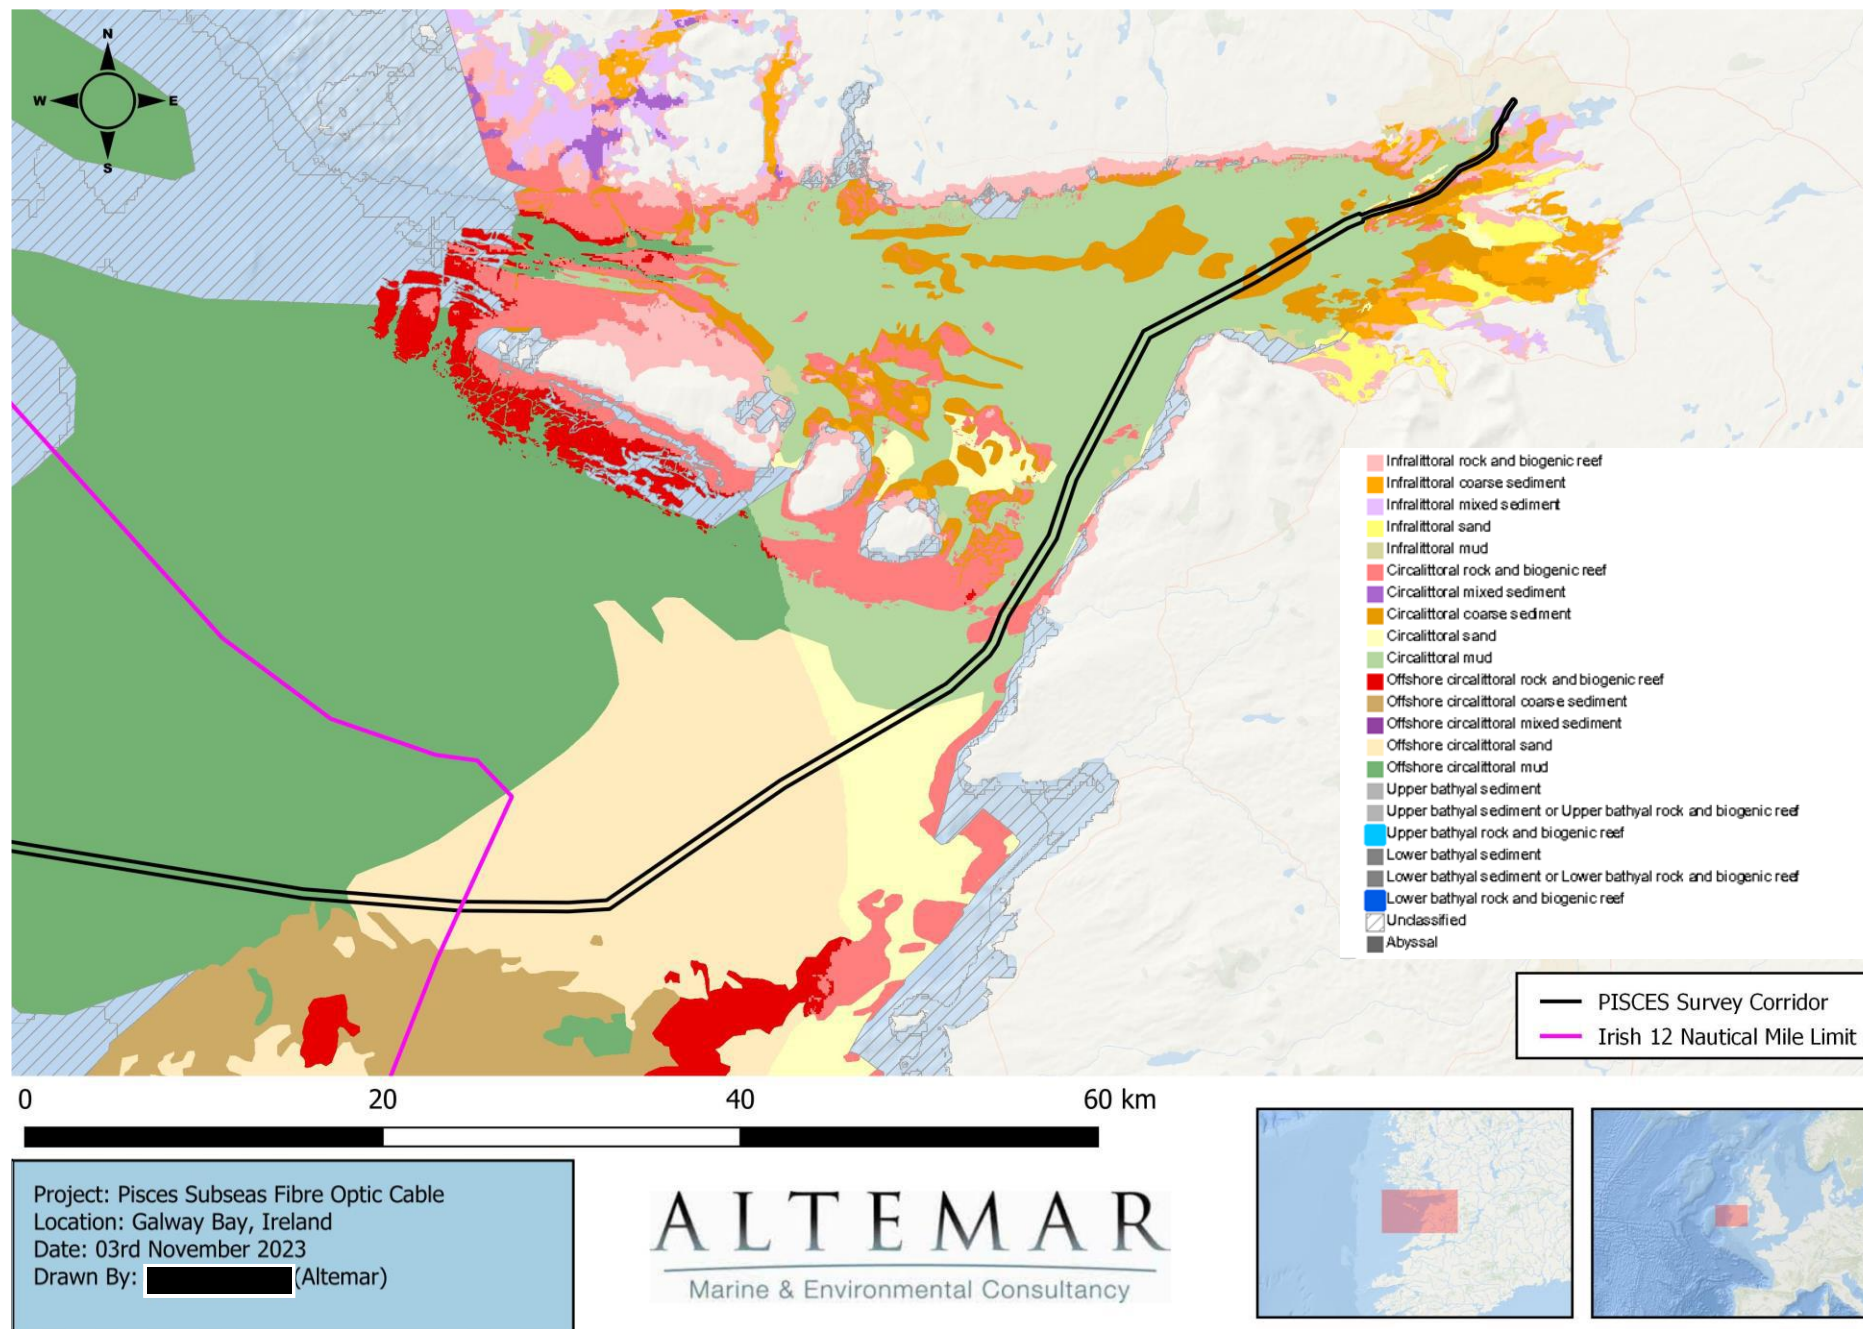 N
W E
S
Infralittoral rock and biogenic reef
Infralittoral coarse sediment
Infralittoral mixed sediment
Infralittoral sand
Infralittoral mud
Circalittoral rock and biogenic reef
Circalittoral mixed sediment
Circalittoral coarse sediment
Circalittoral sand
Circalittoral mud
Offshore circalittoral rock and biogenic reef
Offshore circalittoral coarse sediment
Offshore circalittoral mixed sediment
Offshore circalittoral sand
Offshore circalittoral mud
Upper bathyal sediment
Upper bathyal sediment or Upper bathyal rock and biogenic reef
Upper bathyal rock and biogenic reef
Lower bathyal sediment
Lower bathyal sediment or Lower bathyal rock and biogenic reef
Lower bathyal rock and biogenic reef
Unclassified
Abyssal
PISCES Survey Corridor
Irish 12 Nautical Mile Limit
0 20 40 60 km
Project: Pisces Subseas Fibre Optic Cable
Location: Galway Bay, Ireland
Date: 03rd November 2023
Drawn By: (Altemar)
ALTEMAR
Marine & Environmental Consultancy